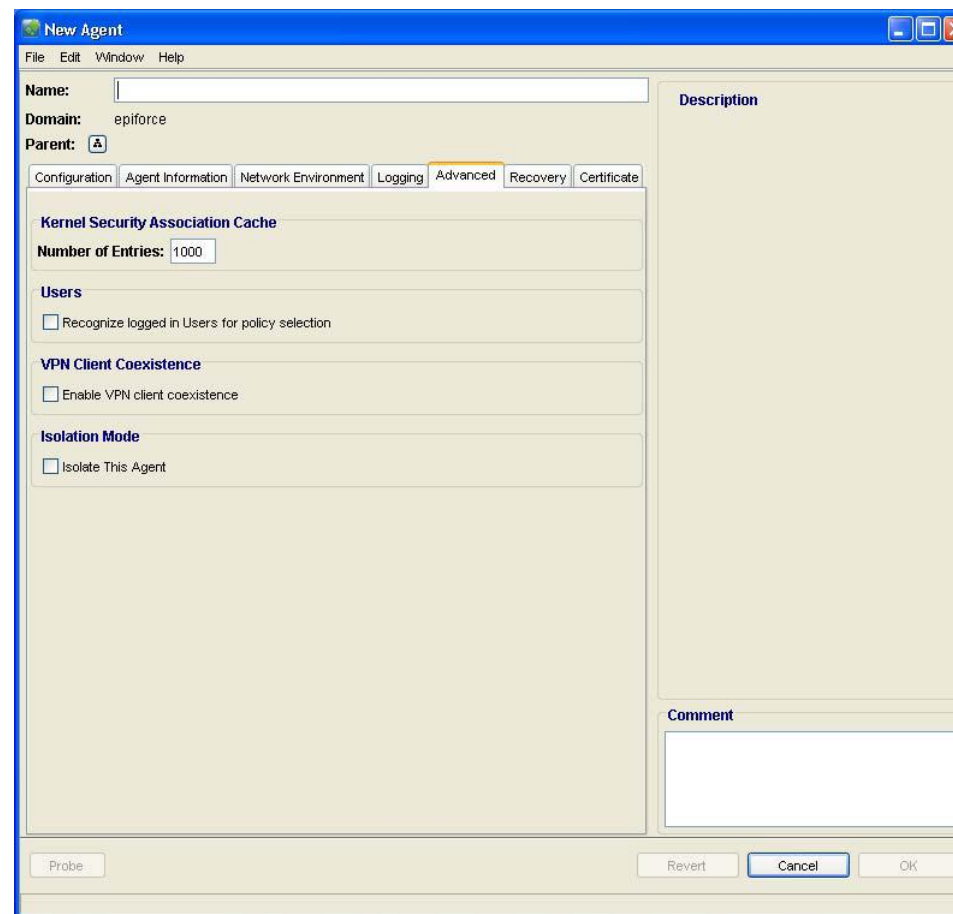 New Agent
File Edit Window Help
Name:
Domain: epiforce
Parent:
Configuration Agent Information Network Environment Logging Advanced Recovery Certificate
Kernel Security Association Cache
Number of Entries: 1000
Users
Recognize logged in Users for policy selection
VPN Client Coexistence
Enable VPN client coexistence
Isolation Mode
Isolate This Agent
Description
Comment
Probe Revert Cancel OK